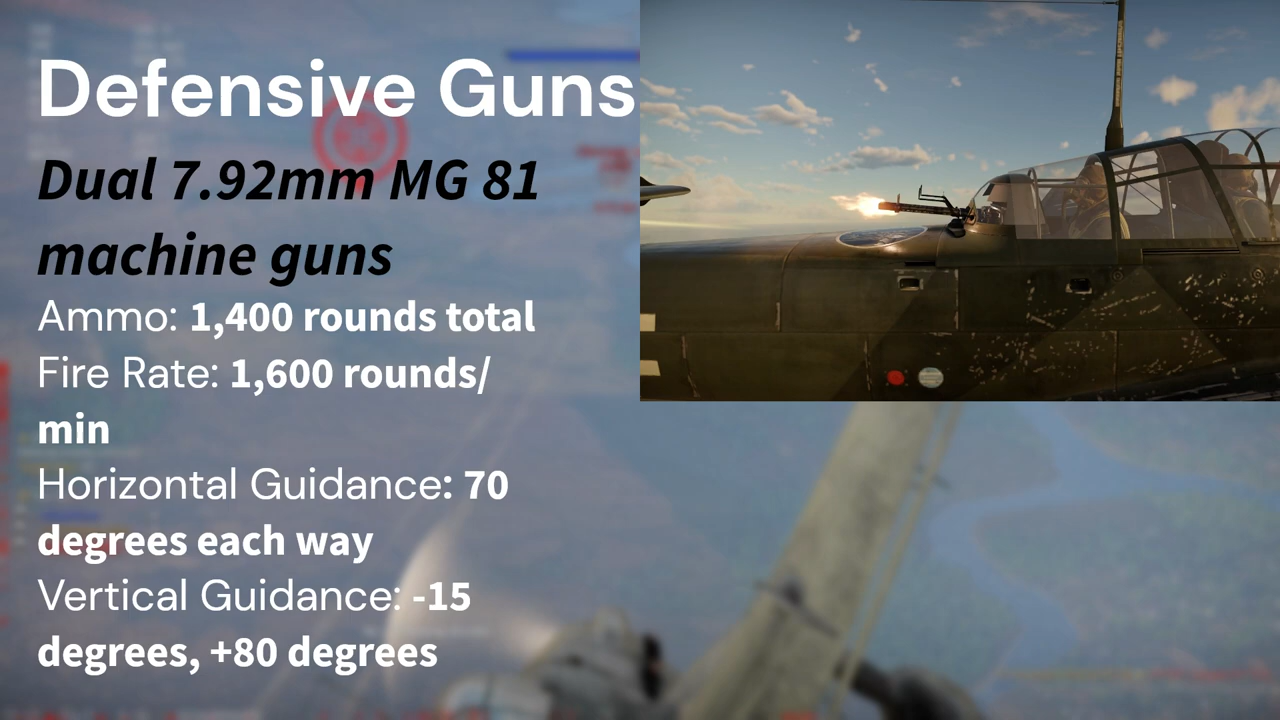 Defensive Guns
Dual 7.92mm MG 81
machine guns
Ammo: 1,400 rounds total
Fire Rate: 1,600 rounds/
min
Horizontal Guidance: 70
degrees each way
Vertical Guidance: -15
degrees, +80 degrees